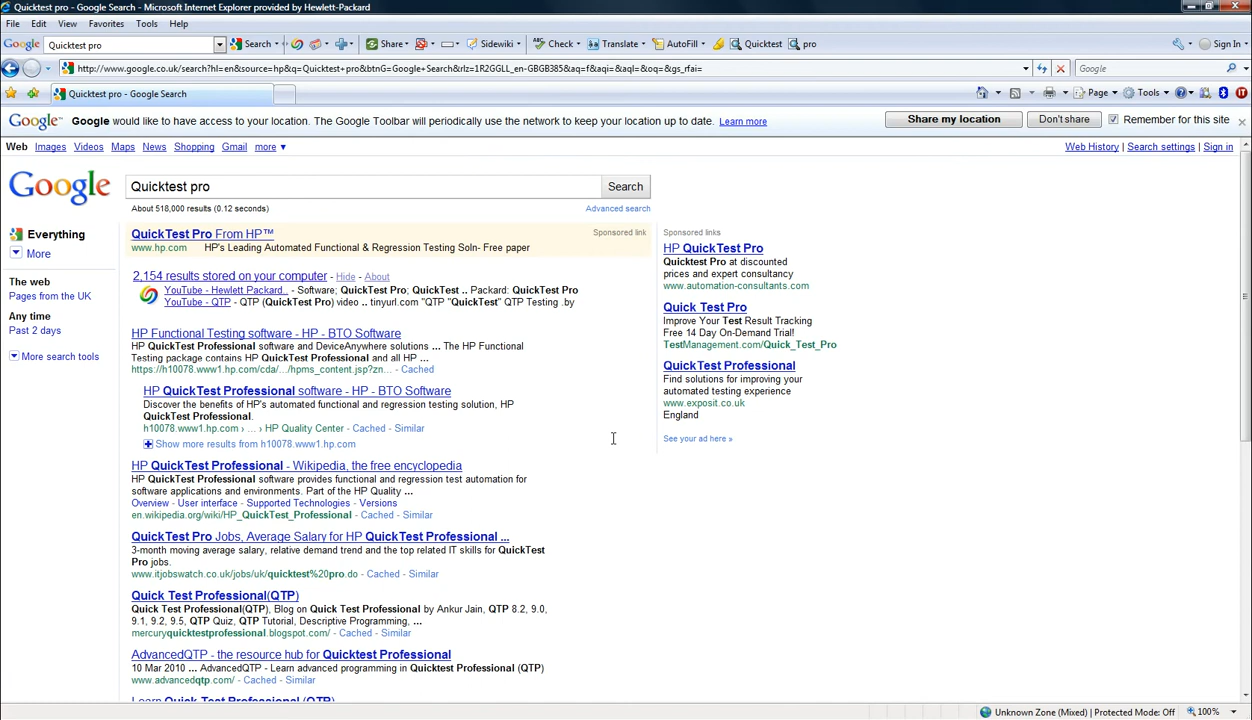 Quicktest pro - Google Search - Microsoft Internet Explorer provided by Hewlett-Packard
File Edit View Favorites Tools Help
Google Quicktest pro Search Share Sidewiki Check Translate AutoFill Quicktest pro Sign In
http://www.google.co.uk/search?hl=en&source=hp&q=Quicktest+pro&btnG=Google+Search&rlz=1R2GGLL_en-GBGB385&aq=f&aqi=&aql=&oq=&gs_rfai= Google
Quicktest pro - Google Search Page Tools
Google Google would like to have access to your location. The Google Toolbar will periodically use the network to keep your location up to date. Learn more Share my location Don't share Remember for this site
Web Images Videos Maps News Shopping Gmail more Web History | Search settings | Sign in
Google Quicktest pro Search
About 518,000 results (0.12 seconds) Advanced search
Everything
More
The web
Pages from the UK
Any time
Past 2 days
More search tools
QuickTest Pro From HP™ Sponsored link
www.hp.com HP's Leading Automated Functional & Regression Testing Soln- Free paper
2,154 results stored on your computer - Hide - About
YouTube - Hewlett Packard.. - Software; QuickTest Pro; QuickTest .. Packard: QuickTest Pro
YouTube - QTP - QTP (QuickTest Pro) video .. tinyurl.com "QTP "QuickTest" QTP Testing .by
HP Functional Testing software - HP - BTO Software
HP QuickTest Professional software and DeviceAnywhere solutions ... The HP Functional
Testing package contains HP QuickTest Professional and all HP ...
https://h10078.www1.hp.com/cda/.../hpms_content.jsp?zn... - Cached
HP QuickTest Professional software - HP - BTO Software
Discover the benefits of HP's automated functional and regression testing solution, HP
QuickTest Professional.
h10078.www1.hp.com › ... › HP Quality Center - Cached - Similar
Show more results from h10078.www1.hp.com
HP QuickTest Professional - Wikipedia, the free encyclopedia
HP QuickTest Professional software provides functional and regression test automation for
software applications and environments. Part of the HP Quality ...
Overview - User interface - Supported Technologies - Versions
en.wikipedia.org/wiki/HP_QuickTest_Professional - Cached - Similar
QuickTest Pro Jobs, Average Salary for HP QuickTest Professional ...
3-month moving average salary, relative demand trend and the top related IT skills for QuickTest
Pro jobs.
www.itjobswatch.co.uk/jobs/uk/quicktest%20pro.do - Cached - Similar
Quick Test Professional(QTP)
Quick Test Professional(QTP), Blog on Quick Test Professional by Ankur Jain, QTP 8.2, 9.0,
9.1, 9.2, 9.5, QTP Quiz, QTP Tutorial, Descriptive Programming, ...
mercuryquicktestprofessional.blogspot.com/ - Cached - Similar
AdvancedQTP - the resource hub for Quicktest Professional
10 Mar 2010 ... AdvancedQTP - Learn advanced programming in Quicktest Professional (QTP)
www.advancedqtp.com/ - Cached - Similar
Learn Quick Test Professional (QTP)
Sponsored links
HP QuickTest Pro
Quicktest Pro at discounted
prices and expert consultancy
www.automation-consultants.com
Quick Test Pro
Improve Your Test Result Tracking
Free 14 Day On-Demand Trial!
TestManagement.com/Quick_Test_Pro
QuickTest Professional
Find solutions for improving your
automated testing experience
www.exposit.co.uk
England
See your ad here »
Unknown Zone (Mixed) | Protected Mode: Off 100%